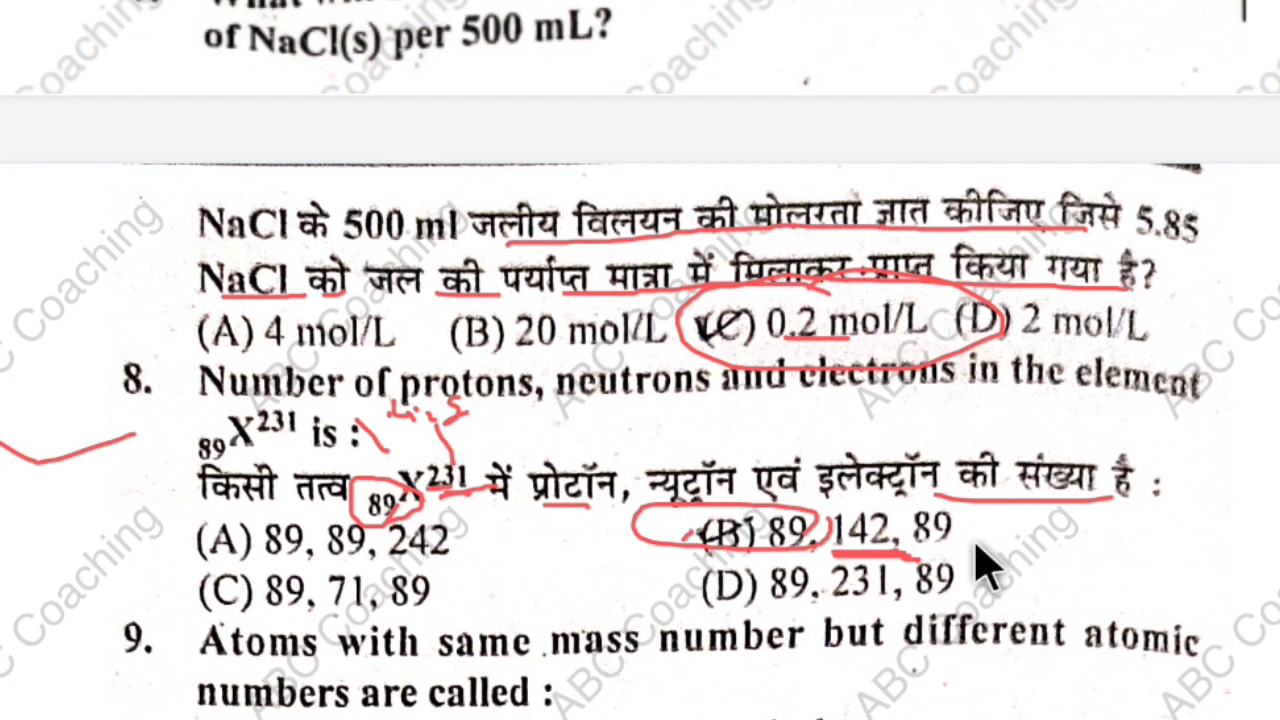 of NaCl(s) per 500 mL?
NaCl के 500 ml जलीय विलयन की मोलरता ज्ञात कीजिए जिसे 5.85
NaCl को जल की पर्याप्त मात्रा में मिलाकर प्राप्त किया गया है?
(A) 4 mol/L (B) 20 mol/L (C) 0.2 mol/L (D) 2 mol/L
8. Number of protons, neutrons and electrons in the element
₈₉X²³¹ is :
किसी तत्व ₈₉X²³¹ में प्रोटॉन, न्यूट्रॉन एवं इलेक्ट्रॉन की संख्या है :
(A) 89, 89, 242 (B) 89, 142, 89
(C) 89, 71, 89 (D) 89, 231, 89
9. Atoms with same mass number but different atomic
numbers are called :
ABC Coaching